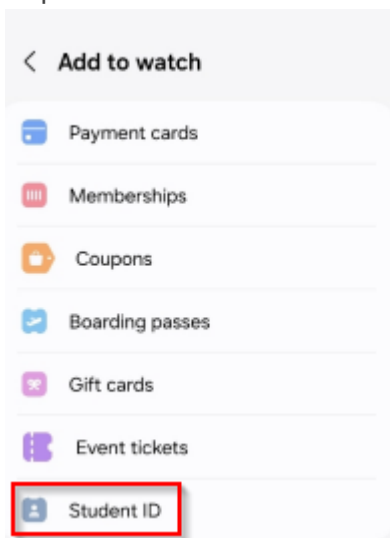 Add to watch
Payment cards
Memberships
Coupons
Boarding passes
Gift cards
Event tickets
Student ID